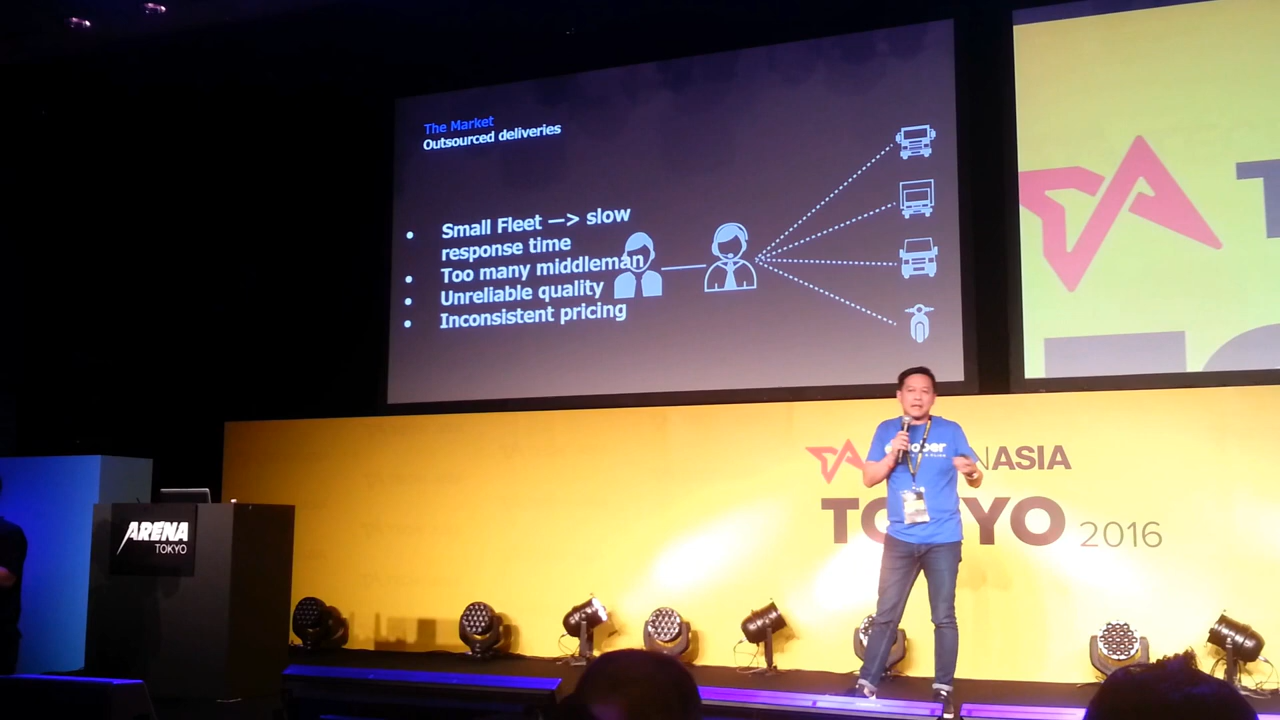 The Market
Outsourced deliveries
• Small Fleet —> slow
response time
• Too many middleman
• Unreliable quality
• Inconsistent pricing
ARENA
TOKYO
ASIA
2016